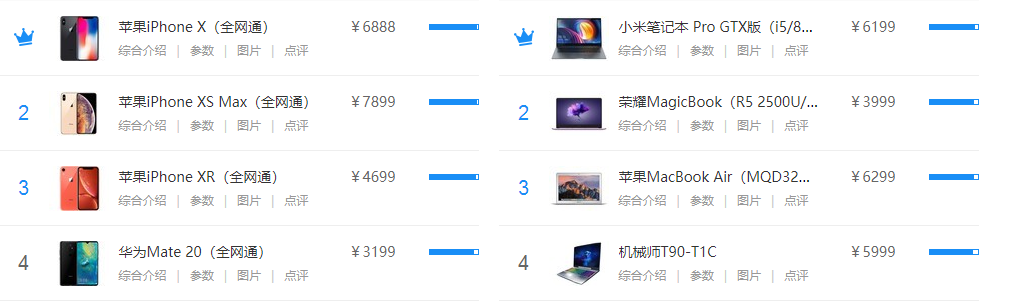 苹果iPhone X（全网通） ￥6888
综合介绍 | 参数 | 图片 | 点评
2 苹果iPhone XS Max（全网通） ￥7899
综合介绍 | 参数 | 图片 | 点评
3 苹果iPhone XR（全网通） ￥4699
综合介绍 | 参数 | 图片 | 点评
4 华为Mate 20（全网通） ￥3199
综合介绍 | 参数 | 图片 | 点评
小米笔记本 Pro GTX版（i5/8... ￥6199
综合介绍 | 参数 | 图片 | 点评
2 荣耀MagicBook（R5 2500U/... ￥3999
综合介绍 | 参数 | 图片 | 点评
3 苹果MacBook Air（MQD32... ￥6299
综合介绍 | 参数 | 图片 | 点评
4 机械师T90-T1C ￥5999
综合介绍 | 参数 | 图片 | 点评